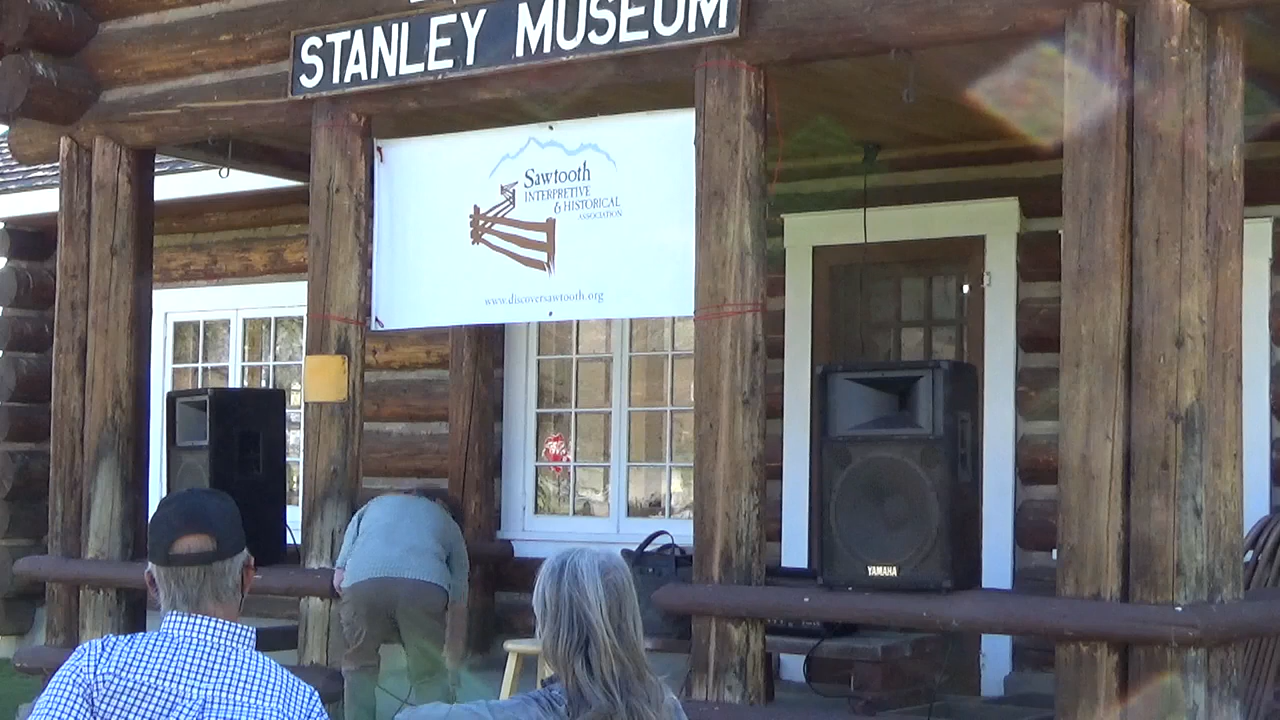 STANLEY MUSEUM
Sawtooth
INTERPRETIVE
& HISTORICAL
ASSOCIATION
www.discoversawtooth.org
YAMAHA